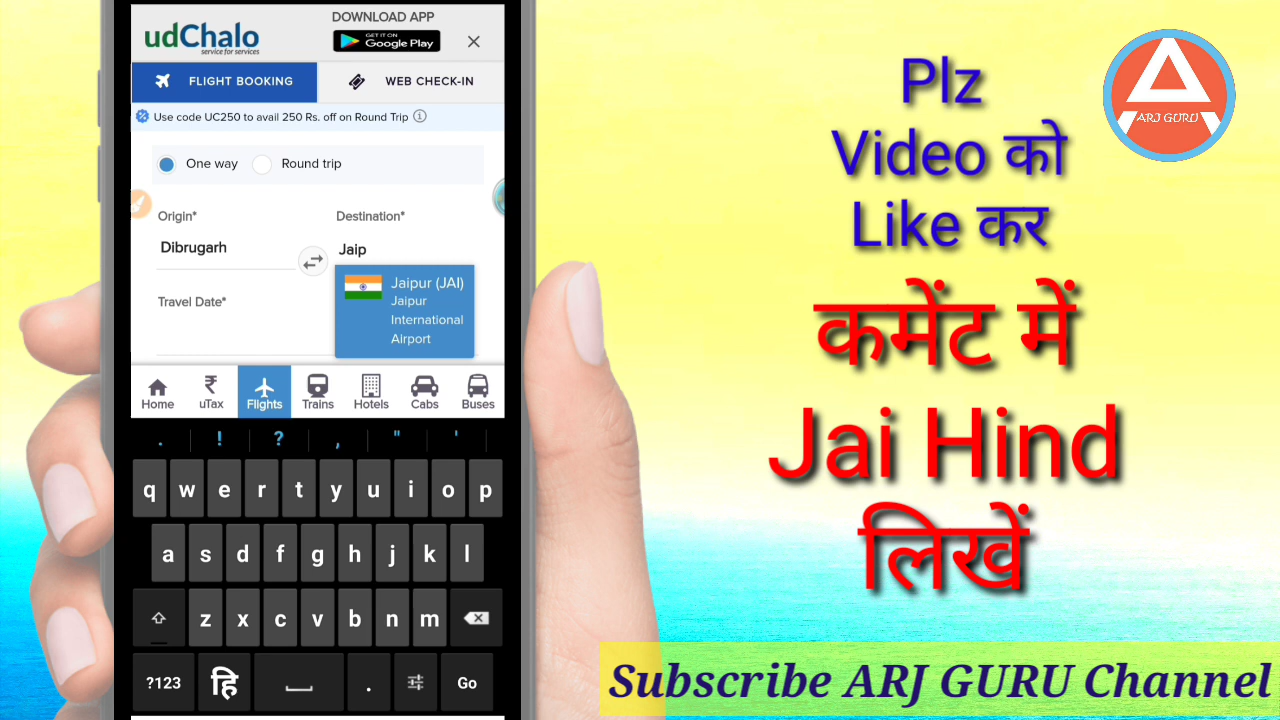 udChalo
service for services
DOWNLOAD APP
GET IT ON
Google Play
FLIGHT BOOKING
WEB CHECK-IN
Use code UC250 to avail 250 Rs. off on Round Trip
One way
Round trip
Origin*
Destination*
Dibrugarh
Jaip
Jaipur (JAI)
Jaipur
International
Airport
Travel Date*
Home
uTax
Flights
Trains
Hotels
Cabs
Buses
. ! ? , " '
q w e r t y u i o p
a s d f g h j k l
z x c v b n m
?123 हि . Go
Plz
Video को
Like कर
कमेंट में
Jai Hind
लिखें
ARJ GURU
Subscribe ARJ GURU Channel